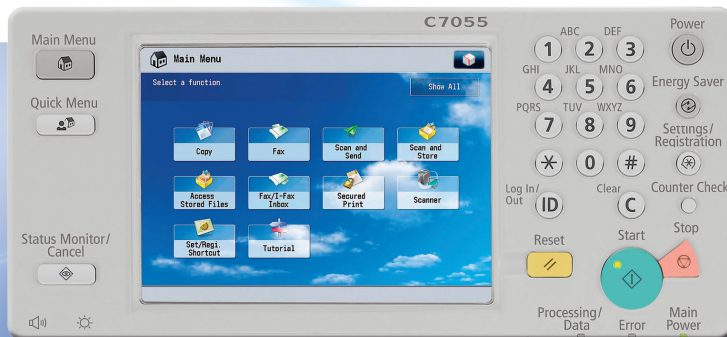 C7055
Main Menu
Quick Menu
Status Monitor/
Cancel
Main Menu
Select a function.
Show All
Copy
Fax
Scan and
Send
Scan and
Store
Access
Stored Files
Fax/I-Fax
Inbox
Secured
Print
Scanner
Set/Regi.
Shortcut
Tutorial
ABC
DEF
1
2
3
GHI
JKL
MNO
4
5
6
PQRS
TUV
WXYZ
7
8
9
0
#
Log In/
Out
ID
Clear
C
Power
Energy Saver
Settings/
Registration
Counter Check
Reset
Start
Stop
Processing/
Data
Error
Main
Power